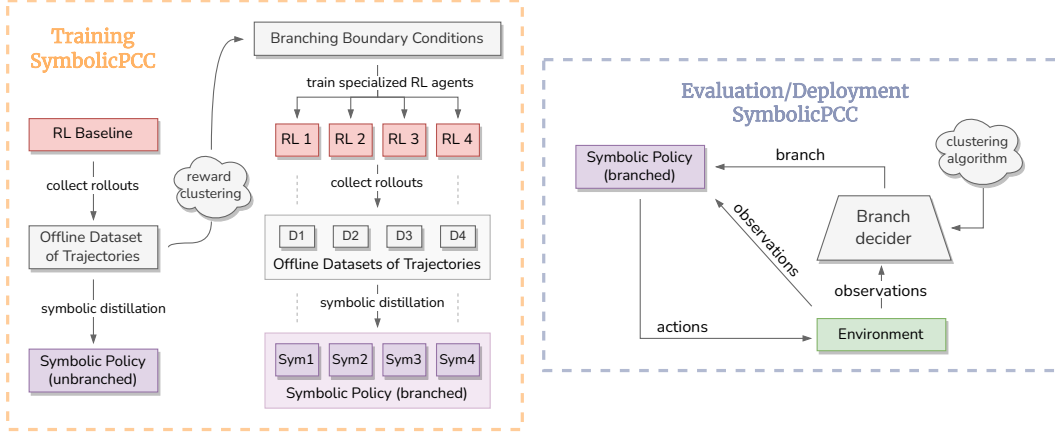 Training
SymbolicPCC
RL Baseline
collect rollouts
Offline Dataset
of Trajectories
symbolic distillation
Symbolic Policy
(unbranched)
reward
clustering
Branching Boundary Conditions
train specialized RL agents
RL 1 RL 2 RL 3 RL 4
collect rollouts
D1 D2 D3 D4
Offline Datasets of Trajectories
symbolic distillation
Sym1 Sym2 Sym3 Sym4
Symbolic Policy (branched)
Evaluation/Deployment
SymbolicPCC
Symbolic Policy
(branched)
branch
clustering
algorithm
Branch
decider
observations
observations
actions
Environment